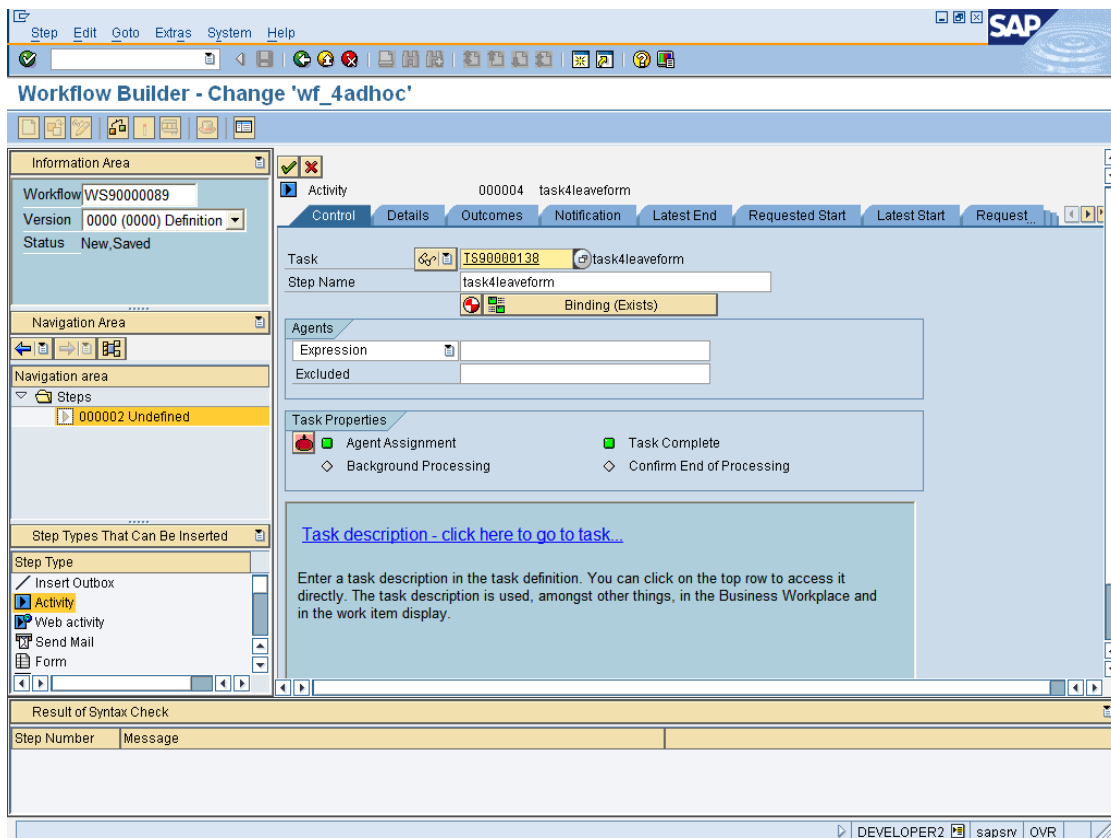 Step Edit Goto Extras System Help
SAP
Workflow Builder - Change 'wf_4adhoc'
Information Area
Workflow WS90000089
Version 0000 (0000) Definition
Status New,Saved
Navigation Area
Navigation area
Steps
000002 Undefined
Step Types That Can Be Inserted
Step Type
Insert Outbox
Activity
Web activity
Send Mail
Form
Activity 000004 task4leaveform
Control Details Outcomes Notification Latest End Requested Start Latest Start Request
Task TS90000138 task4leaveform
Step Name task4leaveform
Binding (Exists)
Agents
Expression
Excluded
Task Properties
Agent Assignment Task Complete
Background Processing Confirm End of Processing
Task description - click here to go to task...
Enter a task description in the task definition. You can click on the top row to access it
directly. The task description is used, amongst other things, in the Business Workplace and
in the work item display.
Result of Syntax Check
Step Number Message
DEVELOPER2 sapsrv OVR